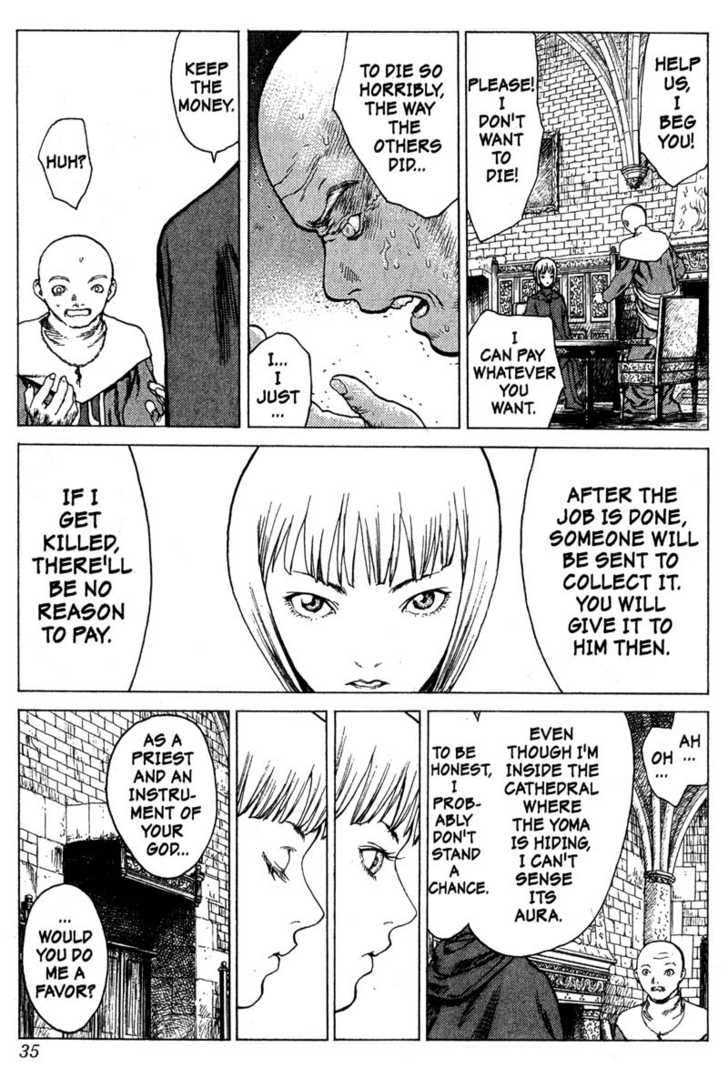 HELP
US,
I
BEG
YOU!
PLEASE!
I
DON'T
WANT
TO
DIE!
I
CAN PAY
WHATEVER
YOU
WANT.
TO DIE SO
HORRIBLY,
THE WAY
THE
OTHERS
DID...
I...
I
JUST
...
KEEP
THE
MONEY.
HUH?
AFTER THE
JOB IS DONE,
SOMEONE WILL
BE SENT TO
COLLECT IT.
YOU WILL
GIVE IT TO
HIM THEN.
IF I
GET
KILLED,
THERE'LL
BE NO
REASON
TO PAY.
AH
...
OH
...
EVEN
THOUGH I'M
INSIDE THE
CATHEDRAL
WHERE
THE YOMA
IS HIDING,
I CAN'T
SENSE
ITS
AURA.
TO BE
HONEST,
I
PROB-
ABLY
DON'T
STAND
A
CHANCE.
AS A
PRIEST
AND AN
INSTRU-
MENT OF
YOUR
GOD...
...
WOULD
YOU DO
ME A
FAVOR?
35